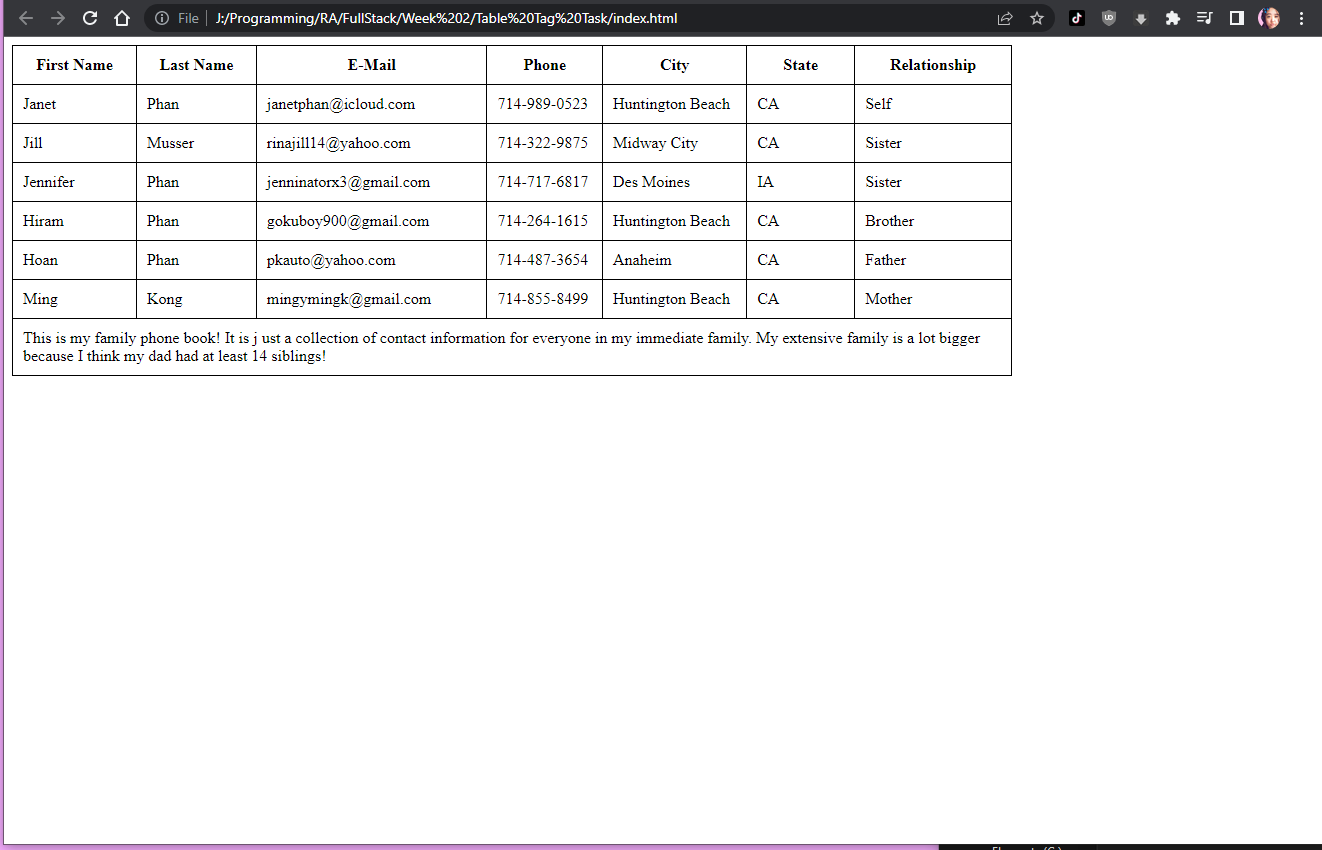 File J:/Programming/RA/FullStack/Week%202/Table%20Tag%20Task/index.html
First Name Last Name E-Mail Phone City State Relationship
Janet Phan janetphan@icloud.com 714-989-0523 Huntington Beach CA Self
Jill Musser rinajill14@yahoo.com 714-322-9875 Midway City CA Sister
Jennifer Phan jenninatorx3@gmail.com 714-717-6817 Des Moines IA Sister
Hiram Phan gokuboy900@gmail.com 714-264-1615 Huntington Beach CA Brother
Hoan Phan pkauto@yahoo.com 714-487-3654 Anaheim CA Father
Ming Kong mingymingk@gmail.com 714-855-8499 Huntington Beach CA Mother
This is my family phone book! It is j ust a collection of contact information for everyone in my immediate family. My extensive family is a lot bigger
because I think my dad had at least 14 siblings!